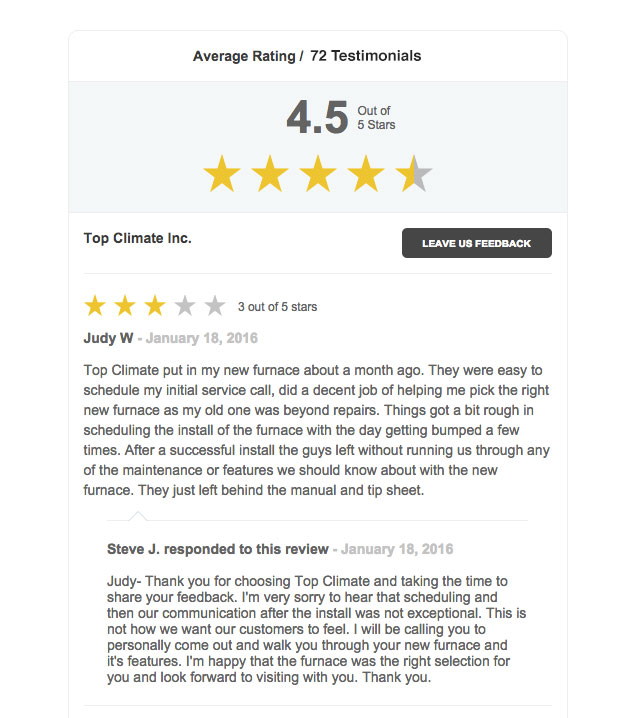 Average Rating / 72 Testimonials
4.5 Out of
5 Stars
Top Climate Inc.
LEAVE US FEEDBACK
3 out of 5 stars
Judy W - January 18, 2016
Top Climate put in my new furnace about a month ago. They were easy to
schedule my initial service call, did a decent job of helping me pick the right
new furnace as my old one was beyond repairs. Things got a bit rough in
scheduling the install of the furnace with the day getting bumped a few
times. After a successful install the guys left without running us through any
of the maintenance or features we should know about with the new
furnace. They just left behind the manual and tip sheet.
Steve J. responded to this review - January 18, 2016
Judy- Thank you for choosing Top Climate and taking the time to
share your feedback. I'm very sorry to hear that scheduling and
then our communication after the install was not exceptional. This is
not how we want our customers to feel. I will be calling you to
personally come out and walk you through your new furnace and
it's features. I'm happy that the furnace was the right selection for
you and look forward to visiting with you. Thank you.